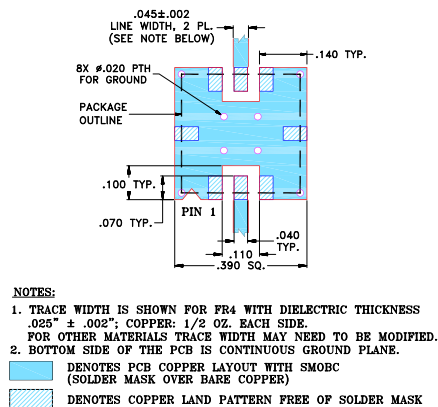 .045±.002
LINE WIDTH, 2 PL.
(SEE NOTE BELOW)
.140 TYP.
8X ø.020 PTH
FOR GROUND
PACKAGE
OUTLINE
.100 TYP.
.070 TYP.
PIN 1
.040
TYP.
.110
.390 SQ.
NOTES:
1. TRACE WIDTH IS SHOWN FOR FR4 WITH DIELECTRIC THICKNESS
.025" ± .002"; COPPER: 1/2 OZ. EACH SIDE.
FOR OTHER MATERIALS TRACE WIDTH MAY NEED TO BE MODIFIED.
2. BOTTOM SIDE OF THE PCB IS CONTINUOUS GROUND PLANE.
DENOTES PCB COPPER LAYOUT WITH SMOBC
(SOLDER MASK OVER BARE COPPER)
DENOTES COPPER LAND PATTERN FREE OF SOLDER MASK